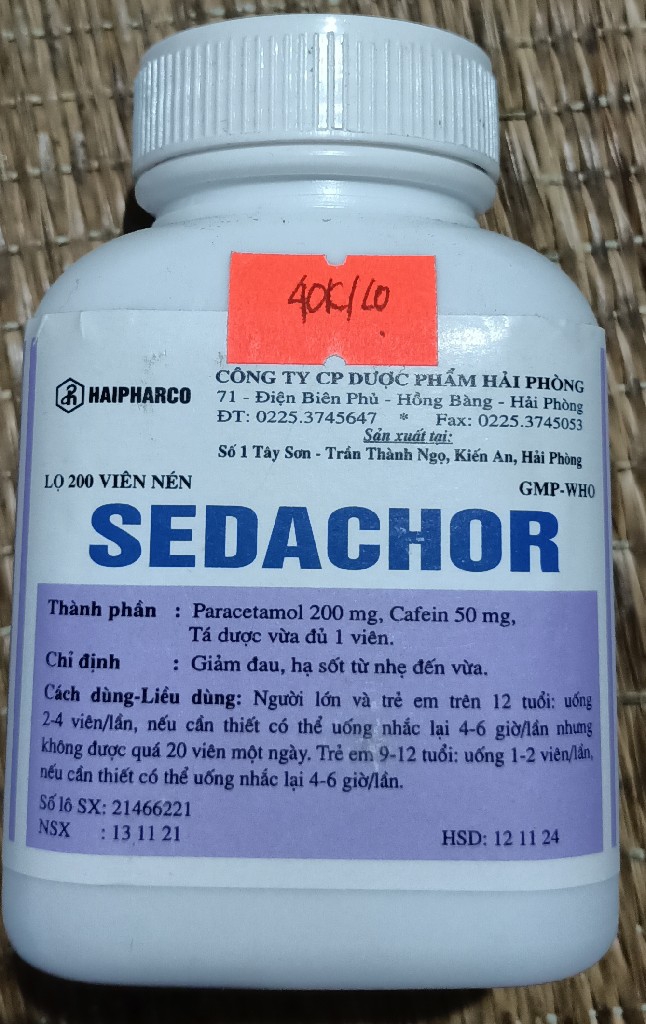 40K/LỌ
HAIPHARCO
CÔNG TY CP DƯỢC PHẨM HẢI PHÒNG
71 - Điện Biên Phủ - Hồng Bàng - Hải Phòng
ĐT: 0225.3745647 * Fax: 0225.3745053
Sản xuất tại:
Số 1 Tây Sơn - Trần Thành Ngọ, Kiến An, Hải Phòng
LỌ 200 VIÊN NÉN
GMP-WHO
SEDACHOR
Thành phần : Paracetamol 200 mg, Cafein 50 mg,
Tá dược vừa đủ 1 viên.
Chỉ định : Giảm đau, hạ sốt từ nhẹ đến vừa.
Cách dùng-Liều dùng: Người lớn và trẻ em trên 12 tuổi: uống
2-4 viên/lần, nếu cần thiết có thể uống nhắc lại 4-6 giờ/lần nhưng
không được quá 20 viên một ngày. Trẻ em 9-12 tuổi: uống 1-2 viên/lần,
nếu cần thiết có thể uống nhắc lại 4-6 giờ/lần.
Số lô SX: 21466221
NSX : 13 11 21
HSD: 12 11 24